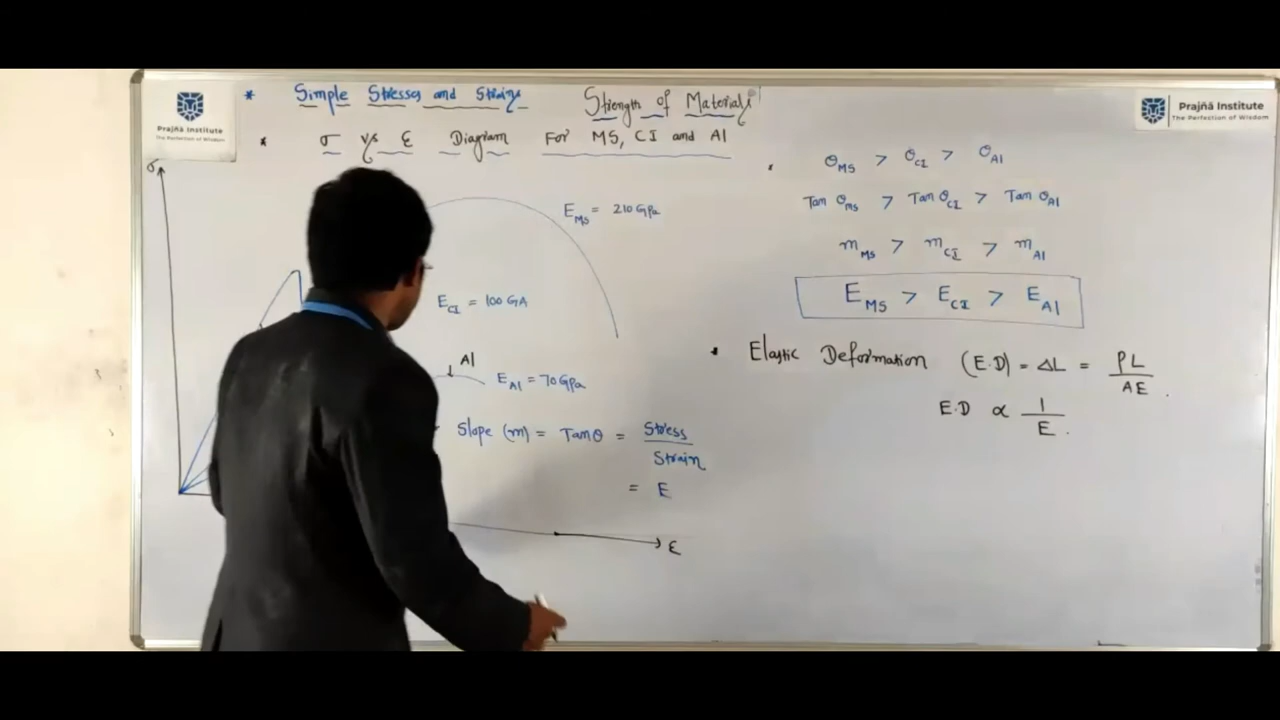 Prajñā Institute
The Perfection of Wisdom
* Simple Stresses and Strains
Strength of Materials
Prajñā Institute
The Perfection of Wisdom
* σ vs ε Diagram For MS, CI and Al
σ
E_MS = 210 GPa
E_CI = 100 GPa
Al
E_Al = 70 GPa
Slope (m) = Tanθ = Stress / Strain
= E
ε
θ_MS > θ_CI > θ_Al
Tan θ_MS > Tan θ_CI > Tan θ_Al
m_MS > m_CI > m_Al
E_MS > E_CI > E_Al
• Elastic Deformation (E.D) = ΔL = PL / AE .
E.D ∝ 1 / E .